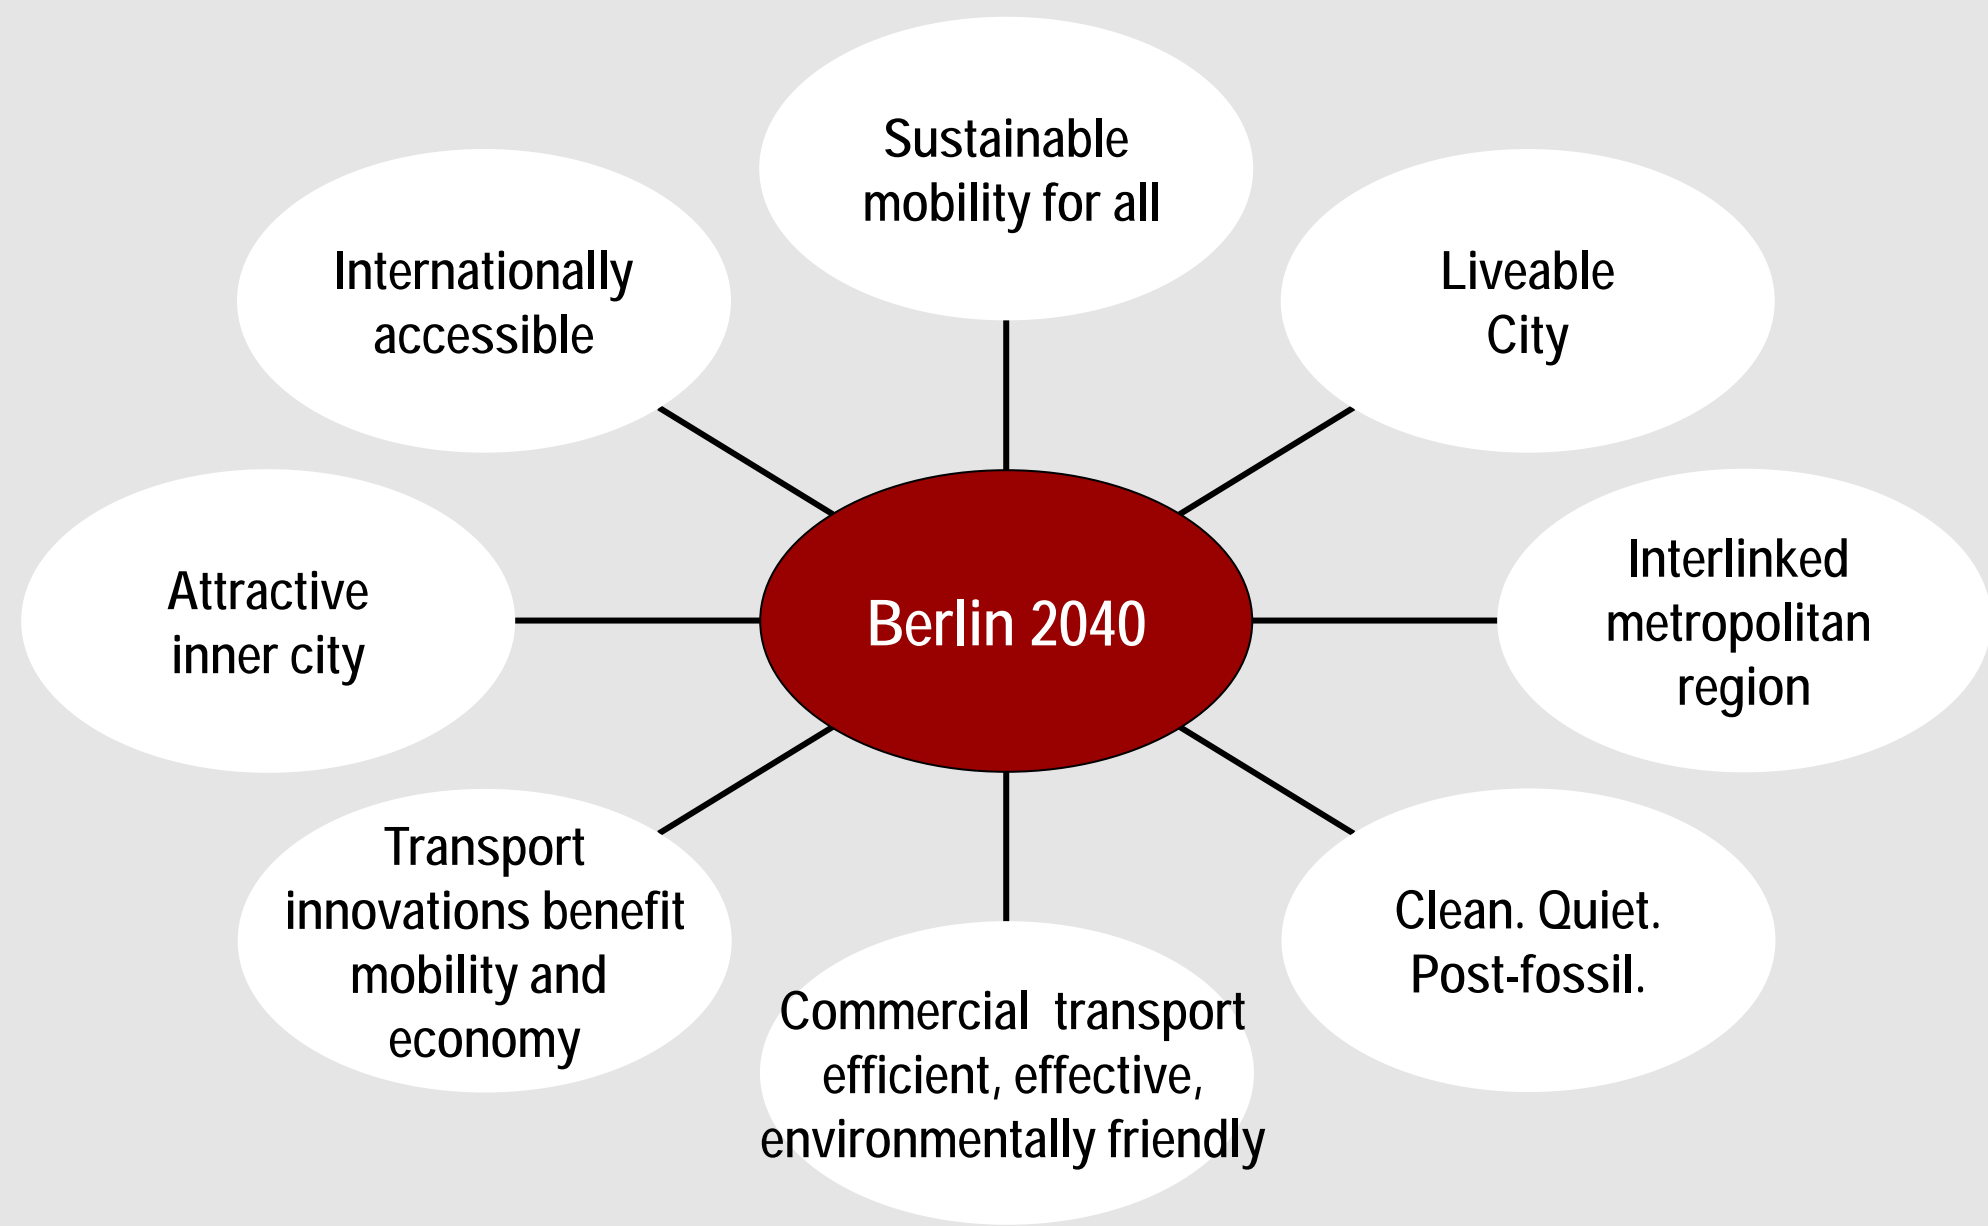 Sustainable
mobility for all
Internationally
accessible
Liveable
City
Attractive
inner city
Berlin 2040
Interlinked
metropolitan
region
Transport
innovations benefit
mobility and
economy
Clean. Quiet.
Post-fossil.
Commercial  transport
efficient, effective,
environmentally friendly